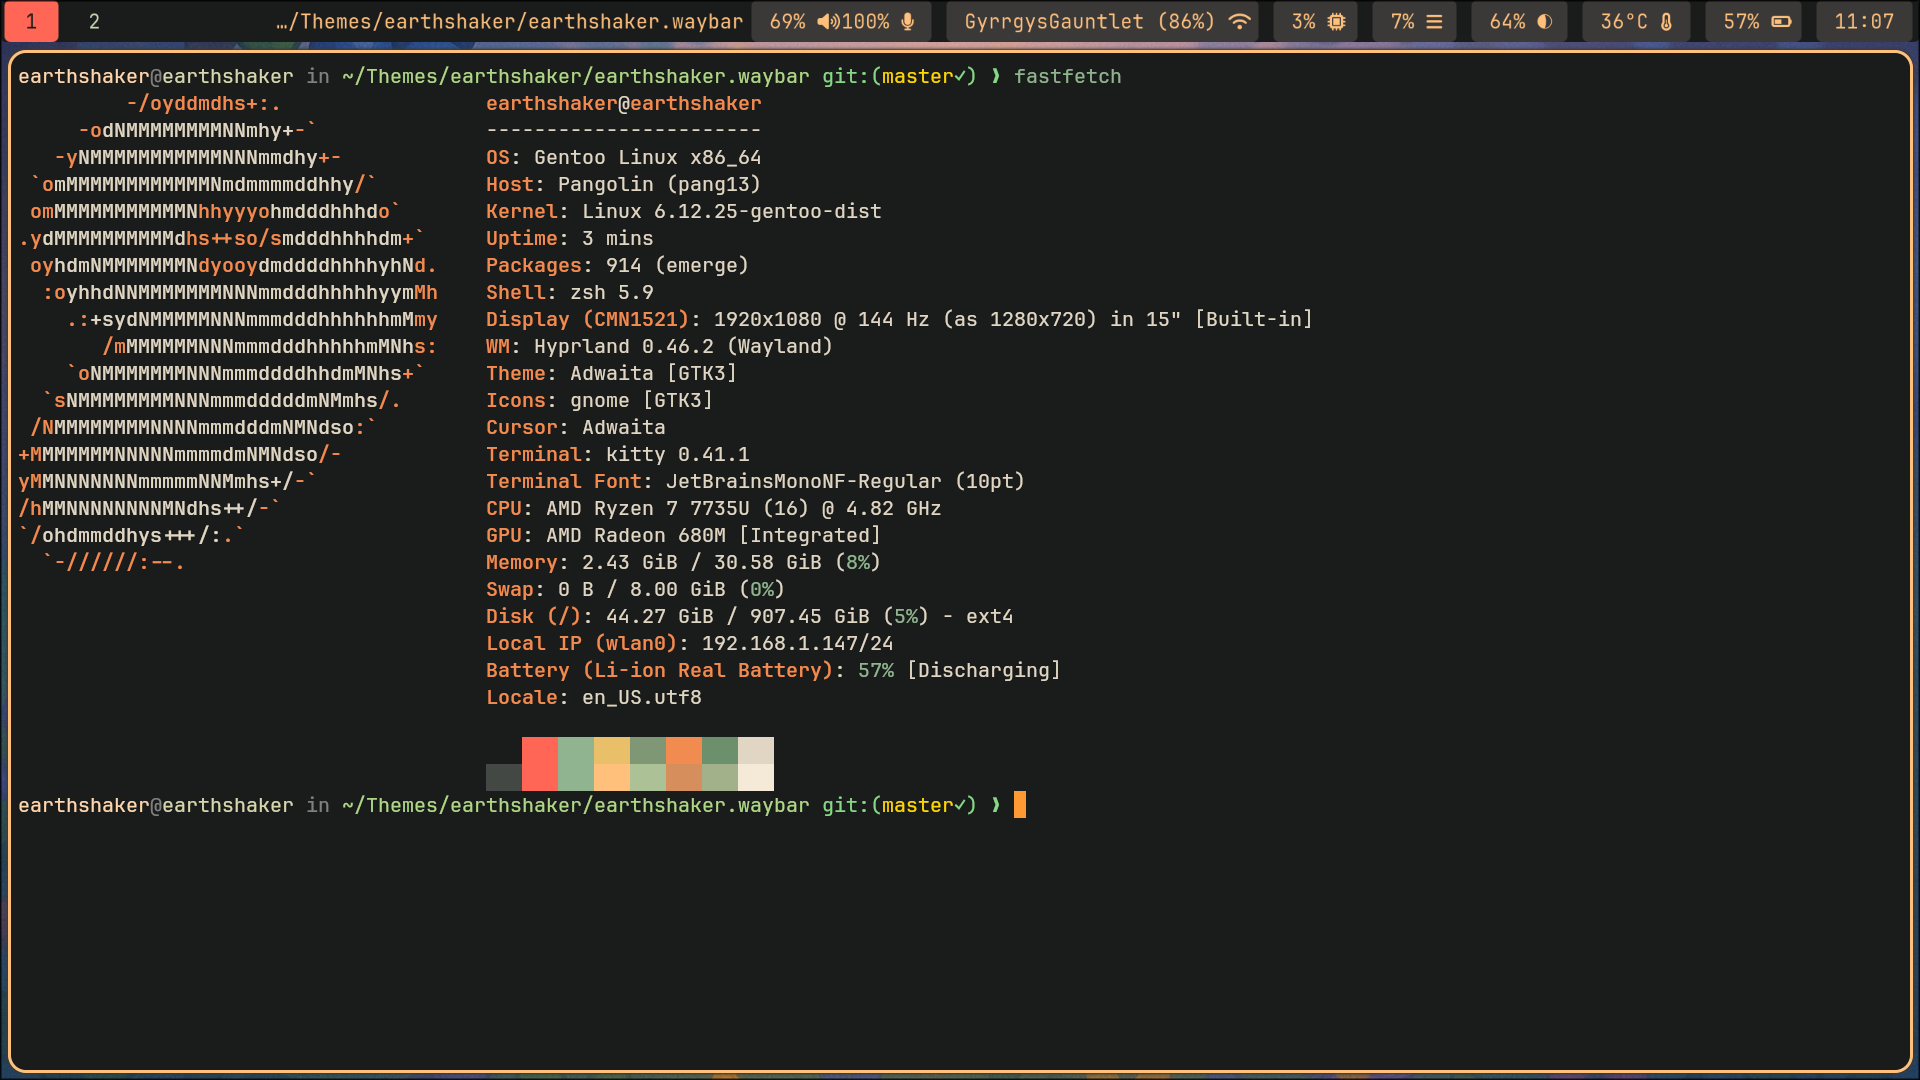 1 2 …/Themes/earthshaker/earthshaker.waybar 69% 100% GyrrgysGauntlet (86%) 3% 7% 64% 36°C 57% 11:07
earthshaker@earthshaker in ~/Themes/earthshaker/earthshaker.waybar git:(master✓) ❱ fastfetch
         -/oyddmdhs+:.                 earthshaker@earthshaker
     -odNMMMMMMMMNNmhy+-`              -----------------------
   -yNMMMMMMMMMMMNNNmmdhy+-            OS: Gentoo Linux x86_64
 `omMMMMMMMMMMMMNmdmmmmddhhy/`         Host: Pangolin (pang13)
 omMMMMMMMMMMMNhhyyyohmdddhhhdo`       Kernel: Linux 6.12.25-gentoo-dist
.ydMMMMMMMMMMdhs++so/smdddhhhhdm+`     Uptime: 3 mins
 oyhdmNMMMMMMMNdyooydmddddhhhhyhNd.    Packages: 914 (emerge)
  :oyhhdNNMMMMMMMNNNmmdddhhhhhyymMh    Shell: zsh 5.9
    .:+sydNMMMMMNNNmmmdddhhhhhhmMmy    Display (CMN1521): 1920x1080 @ 144 Hz (as 1280x720) in 15" [Built-in]
       /mMMMMMMNNNmmmdddhhhhhmMNhs:    WM: Hyprland 0.46.2 (Wayland)
    `oNMMMMMMMNNNmmmddddhhdmMNhs+`     Theme: Adwaita [GTK3]
  `sNMMMMMMMMNNNmmmdddddmNMmhs/.       Icons: gnome [GTK3]
 /NMMMMMMMMNNNNmmmdddmNMNdso:`         Cursor: Adwaita
+MMMMMMMNNNNNmmmmdmNMNdso/-            Terminal: kitty 0.41.1
yMMNNNNNNNmmmmmNNMmhs+/-`              Terminal Font: JetBrainsMonoNF-Regular (10pt)
/hMMNNNNNNNNMNdhs++/-`                 CPU: AMD Ryzen 7 7735U (16) @ 4.82 GHz
`/ohdmmddhys+++/:.`                    GPU: AMD Radeon 680M [Integrated]
  `-//////:--.                         Memory: 2.43 GiB / 30.58 GiB (8%)
Swap: 0 B / 8.00 GiB (0%)
Disk (/): 44.27 GiB / 907.45 GiB (5%) - ext4
Local IP (wlan0): 192.168.1.147/24
Battery (Li-ion Real Battery): 57% [Discharging]
Locale: en_US.utf8
earthshaker@earthshaker in ~/Themes/earthshaker/earthshaker.waybar git:(master✓) ❱